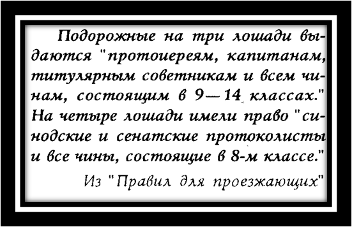 Подорожные на три лошади вы-
даются "протоиереям, капитанам,
титулярным советникам и всем чи-
нам, состоящим в 9—14 классах."
На четыре лошади имели право "си-
нодские и сенатские протоколисты
и все чины, состоящие в 8-м классе."
Из "Правил для проезжающих"